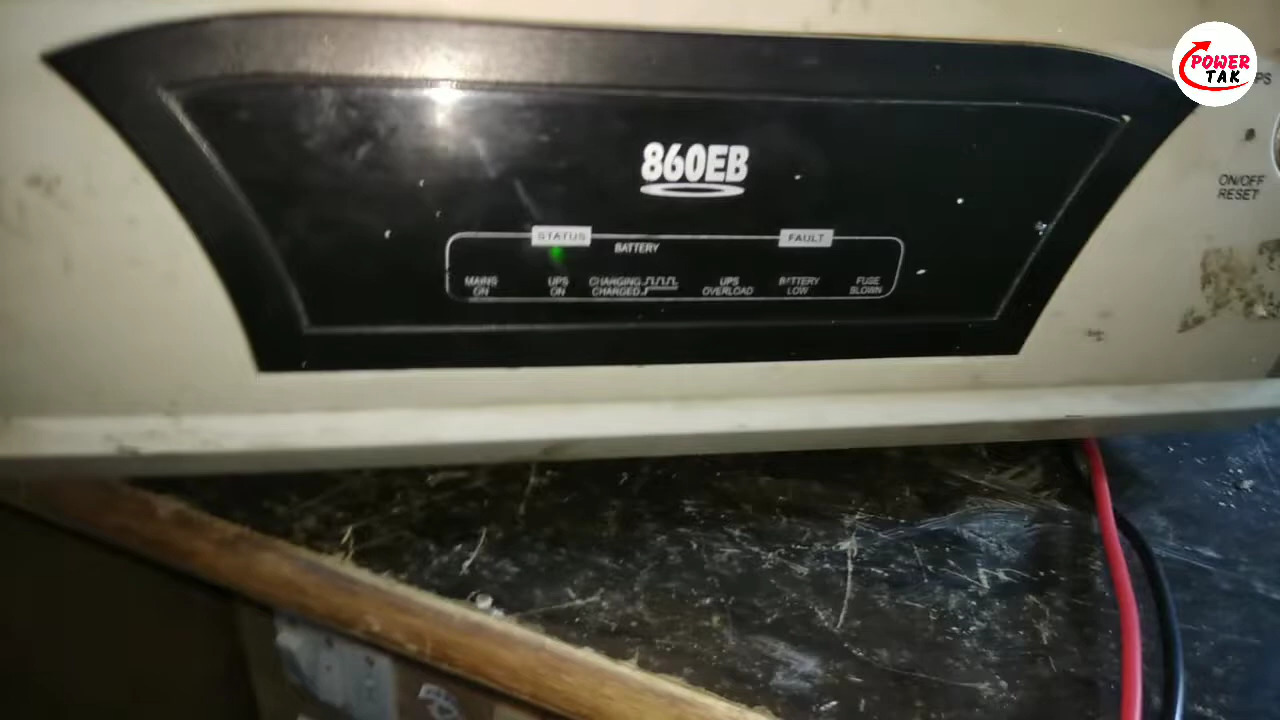 POWER
TAK
PS
860EB
ON/OFF
RESET
STATUS
FAULT
BATTERY
MAINS
ON
UPS
ON
CHARGING
CHARGED
UPS
OVERLOAD
BATTERY
LOW
FUSE
BLOWN